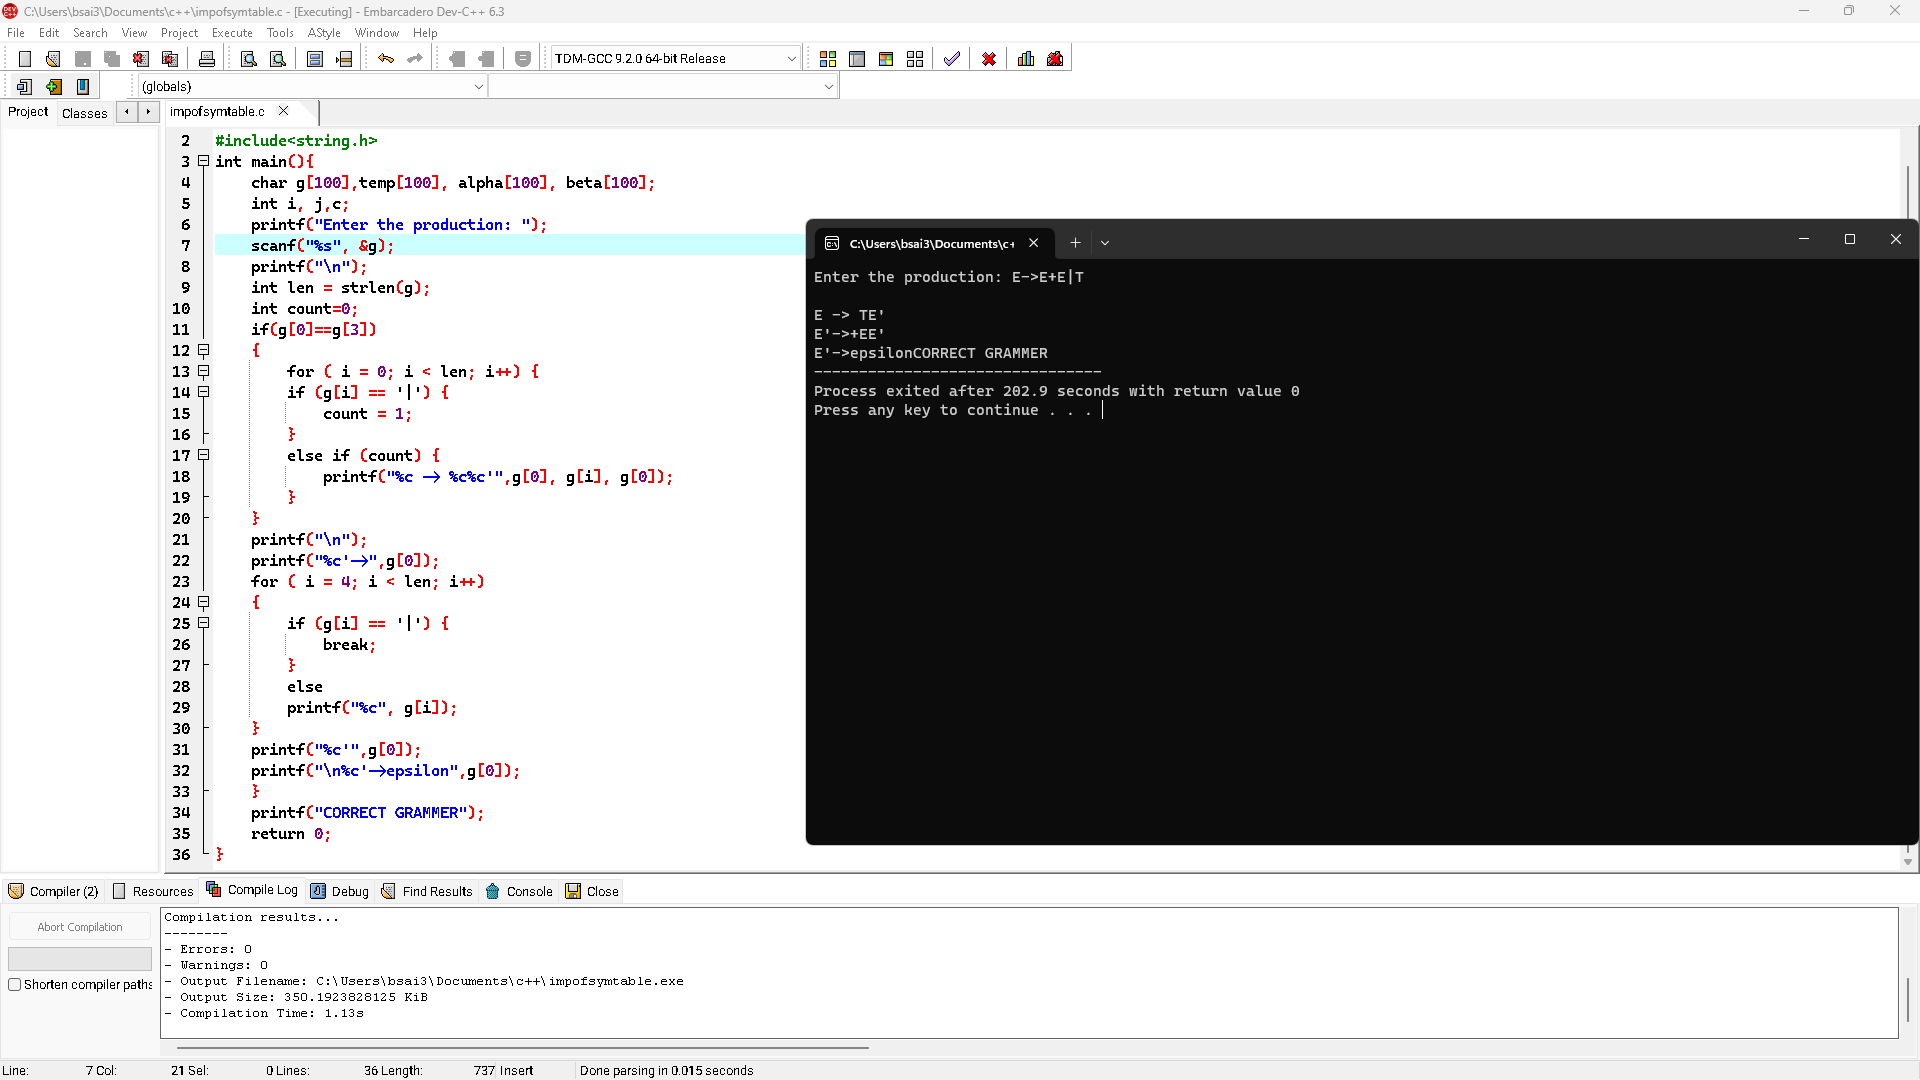 C:\Users\bsai3\Documents\c++\impofsymtable.c - [Executing] - Embarcadero Dev-C++ 6.3
File Edit Search View Project Execute Tools AStyle Window Help
TDM-GCC 9.2.0 64-bit Release
(globals)
Project Classes impofsymtable.c
2 #include<string.h>
3 int main(){
4 char g[100],temp[100], alpha[100], beta[100];
5 int i, j,c;
6 printf("Enter the production: ");
7 scanf("%s", &g);
8 printf("\n");
9 int len = strlen(g);
10 int count=0;
11 if(g[0]==g[3])
12 {
13 for ( i = 0; i < len; i++) {
14 if (g[i] == '|') {
15 count = 1;
16 }
17 else if (count) {
18 printf("%c -> %c%c'",g[0], g[i], g[0]);
19 }
20 }
21 printf("\n");
22 printf("%c'->",g[0]);
23 for ( i = 4; i < len; i++)
24 {
25 if (g[i] == '|') {
26 break;
27 }
28 else
29 printf("%c", g[i]);
30 }
31 printf("%c'",g[0]);
32 printf("\n%c'->epsilon",g[0]);
33 }
34 printf("CORRECT GRAMMER");
35 return 0;
36 }
C:\Users\bsai3\Documents\c+
Enter the production: E->E+E|T
E -> TE'
E'->+EE'
E'->epsilonCORRECT GRAMMER
--------------------------------
Process exited after 202.9 seconds with return value 0
Press any key to continue . . .
Compiler (2) Resources Compile Log Debug Find Results Console Close
Abort Compilation
Shorten compiler paths
Compilation results...
--------
- Errors: 0
- Warnings: 0
- Output Filename: C:\Users\bsai3\Documents\c++\impofsymtable.exe
- Output Size: 350.1923828125 KiB
- Compilation Time: 1.13s
Line: 7 Col: 21 Sel: 0 Lines: 36 Length: 737 Insert Done parsing in 0.015 seconds